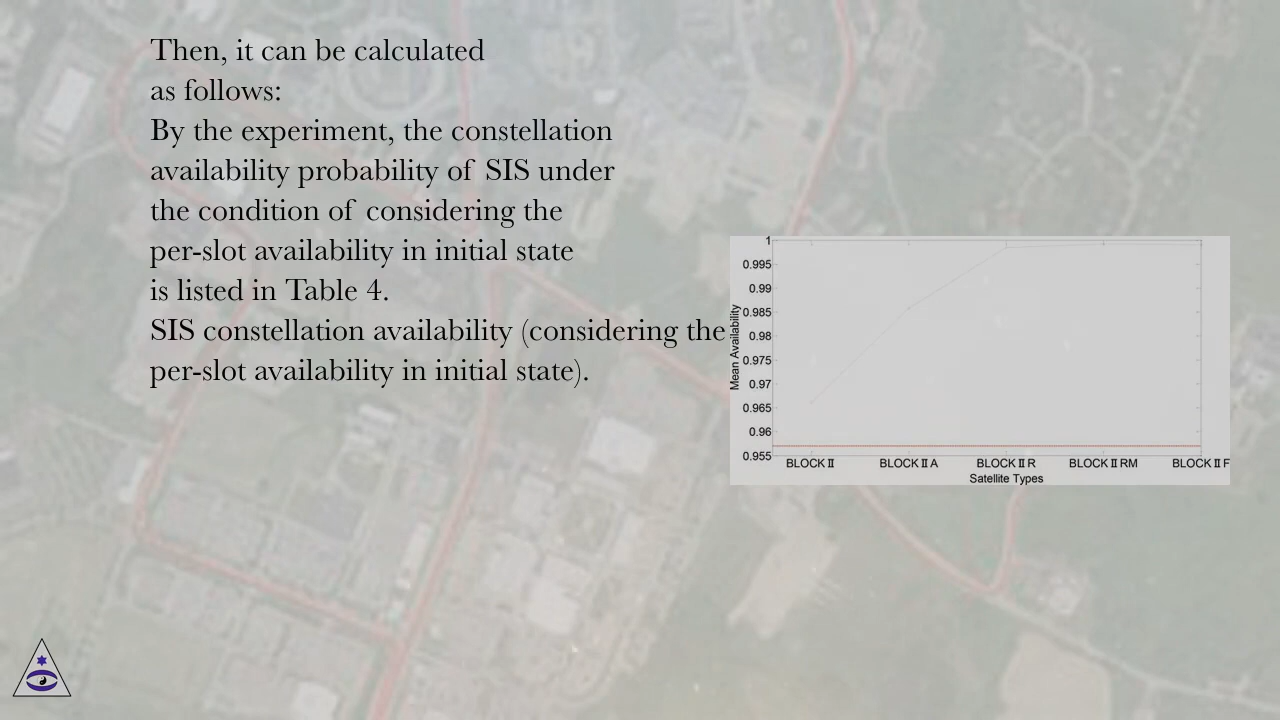 Then, it can be calculated
as follows:
By the experiment, the constellation
availability probability of SIS under
the condition of considering the
per-slot availability in initial state
is listed in Table 4.
SIS constellation availability (considering the
per-slot availability in initial state).
1
0.995
0.99
0.985
0.98
0.975
0.97
0.965
0.96
0.955
Mean Availability
BLOCK II BLOCK II A BLOCK II R BLOCK II RM BLOCK II F
Satellite Types